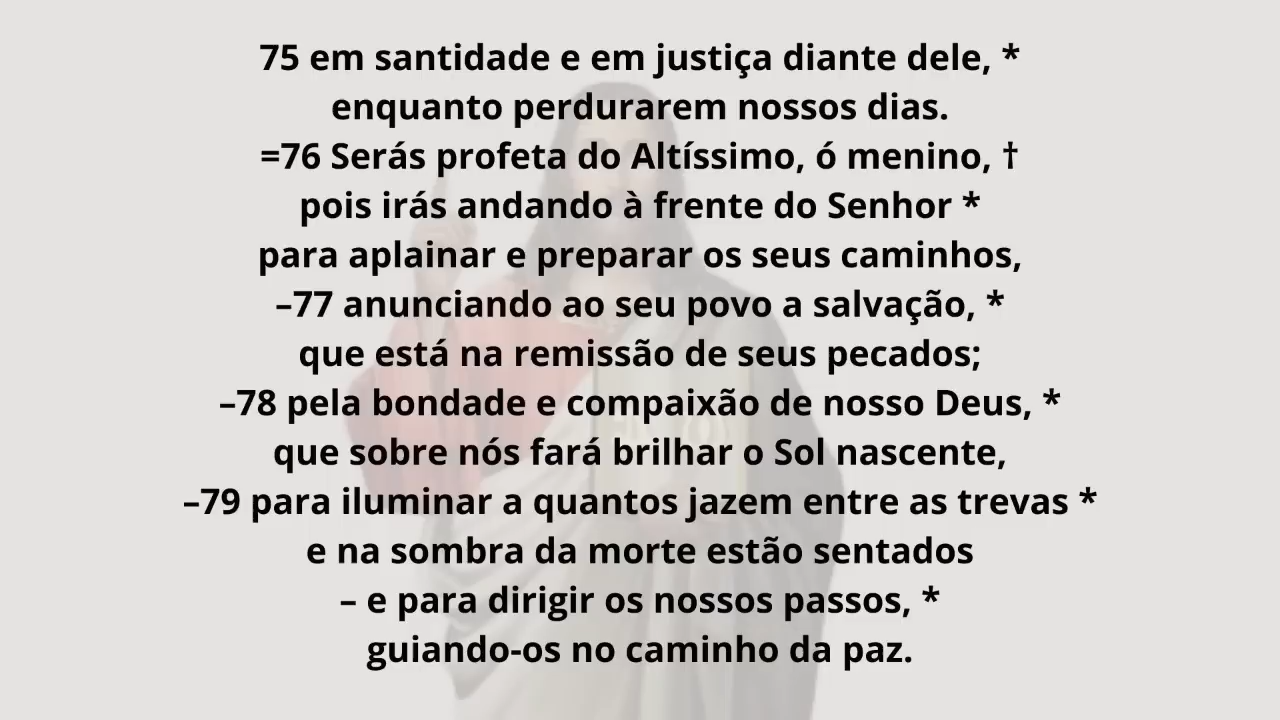 75 em santidade e em justiça diante dele, *
enquanto perdurarem nossos dias.
=76 Serás profeta do Altíssimo, ó menino, †
pois irás andando à frente do Senhor *
para aplainar e preparar os seus caminhos,
–77 anunciando ao seu povo a salvação, *
que está na remissão de seus pecados;
–78 pela bondade e compaixão de nosso Deus, *
que sobre nós fará brilhar o Sol nascente,
–79 para iluminar a quantos jazem entre as trevas *
e na sombra da morte estão sentados
– e para dirigir os nossos passos, *
guiando-os no caminho da paz.